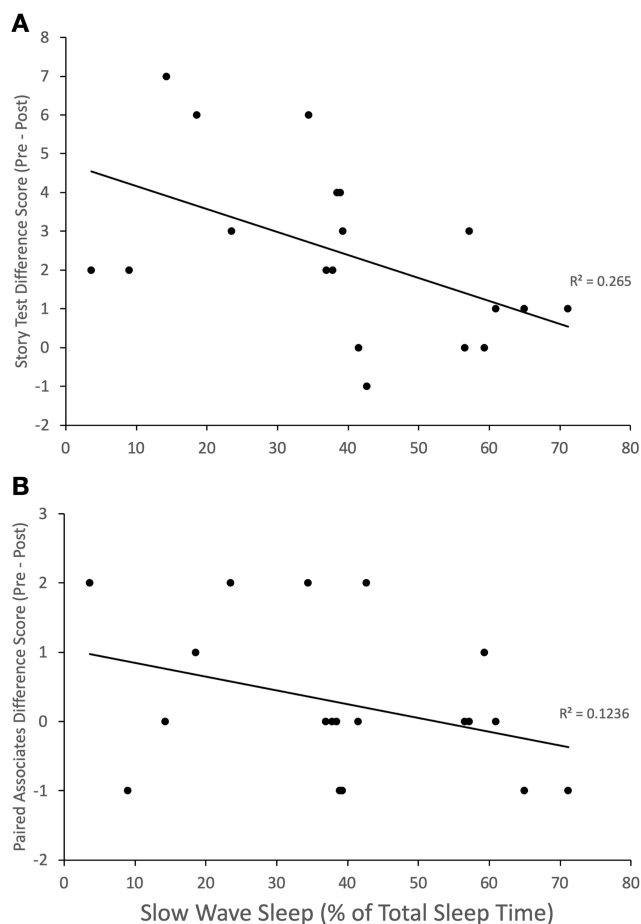 A
8
7
6
5
4
3
2
1
0
-1
-2
Story Test Difference Score (Pre - Post)
R² = 0.265
0 10 20 30 40 50 60 70 80
B
3
2
1
0
-1
-2
Paired Associates Difference Score (Pre - Post)
R² = 0.1236
0 10 20 30 40 50 60 70 80
Slow Wave Sleep (% of Total Sleep Time)